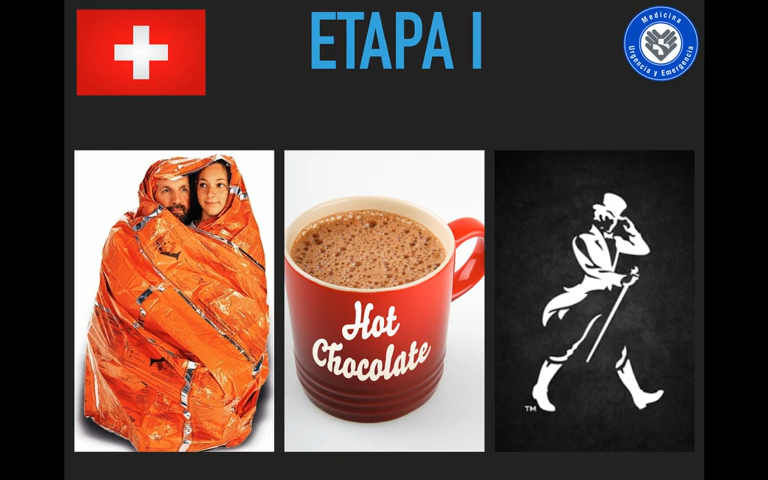 ETAPA I
Medicina
Urgencia y Emergencia
Hot
Chocolate
TM